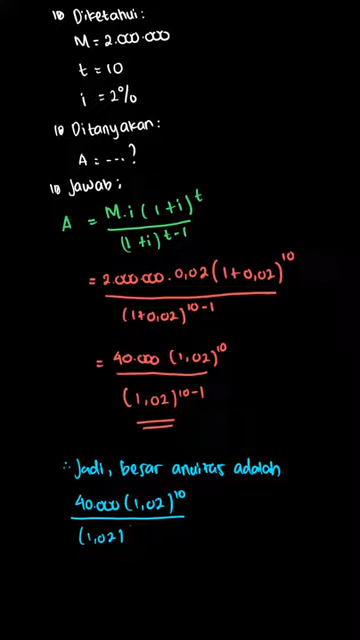 Diketahui:
M = 2.000.000
t = 10
i = 2%
Ditanyakan:
A = ---- ?
Jawab;
A = M.i (1+i)^t
(1+i)^t-1
= 2.000.000 . 0,02 (1+0,02)^10
(1+0,02)^10-1
= 40.000 (1,02)^10
(1,02)^10-1
∴ Jadi, besar anuitas adalah
40.000 (1,02)^10
(1,02)